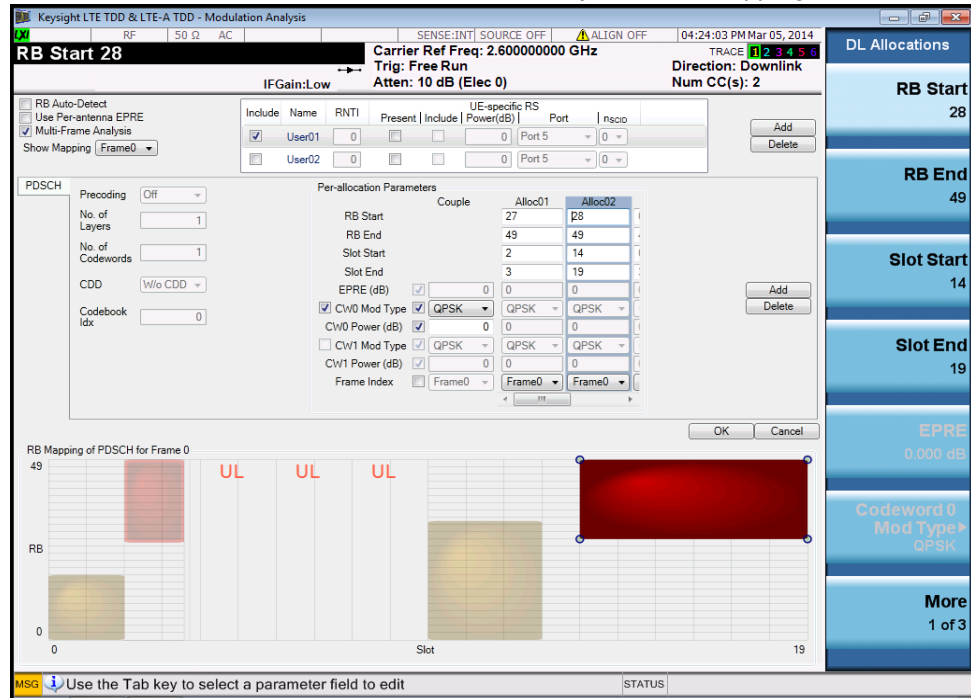 Keysight LTE TDD & LTE-A TDD - Modulation Analysis
LXI RF 50 Ω AC SENSE:INT SOURCE OFF ALIGN OFF 04:24:03 PM Mar 05, 2014
RB Start 28
Carrier Ref Freq: 2.600000000 GHz
Trig: Free Run
IFGain:Low Atten: 10 dB (Elec 0)
TRACE 1 2 3 4 5 6
Direction: Downlink
Num CC(s): 2
DL Allocations
RB Start
28
RB End
49
Slot Start
14
Slot End
19
EPRE
0.000 dB
Codeword 0
Mod Type
QPSK
More
1 of 3
RB Auto-Detect
Use Per-antenna EPRE
Multi-Frame Analysis
Show Mapping Frame0
UE-specific RS
Include Name RNTI Present Include Power(dB) Port nSCID
User01 0 0 Port 5 0
User02 0 0 Port 5 0
Add
Delete
PDSCH
Precoding Off
No. of Layers 1
No. of Codewords 1
CDD W/o CDD
Codebook Idx 0
Per-allocation Parameters
Couple Alloc01 Alloc02
RB Start 27 28
RB End 49 49
Slot Start 2 14
Slot End 3 19
EPRE (dB) 0 0 0
CW0 Mod Type QPSK QPSK QPSK
CW0 Power (dB) 0 0 0
CW1 Mod Type QPSK QPSK QPSK
CW1 Power (dB) 0 0 0
Frame Index Frame0 Frame0 Frame0
Add
Delete
OK Cancel
RB Mapping of PDSCH for Frame 0
49
UL UL UL
RB
0
0 Slot 19
MSG Use the Tab key to select a parameter field to edit STATUS